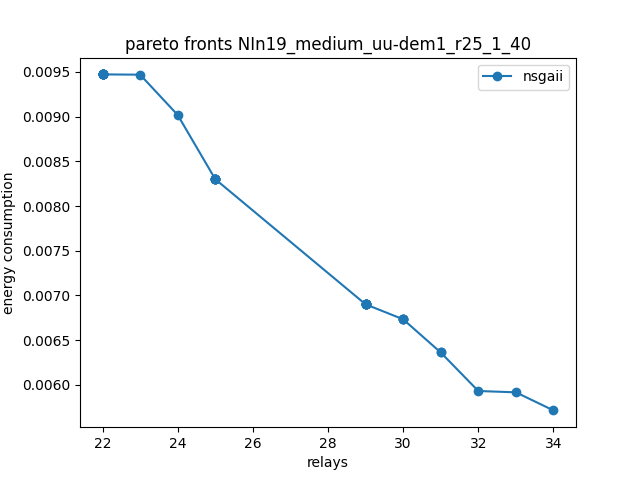 pareto fronts NIn19_medium_uu-dem1_r25_1_40
nsgaii
energy consumption
0.0095
0.0090
0.0085
0.0080
0.0075
0.0070
0.0065
0.0060
22 24 26 28 30 32 34
relays